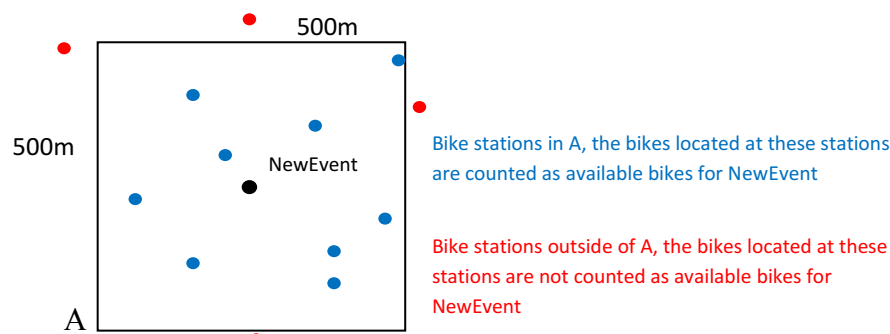 500m
500m
NewEvent
Bike stations in A, the bikes located at these stations
are counted as available bikes for NewEvent
Bike stations outside of A, the bikes located at these
stations are not counted as available bikes for
NewEvent
A